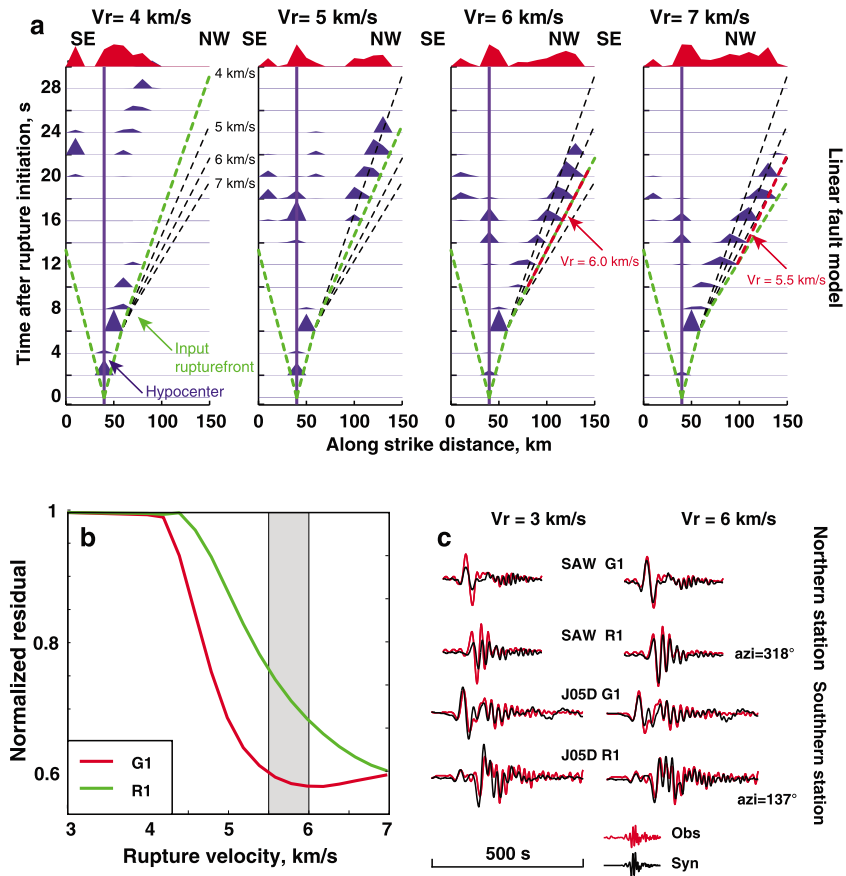 a
Vr= 4 km/s
Vr= 5 km/s
Vr= 6 km/s
Vr= 7 km/s
SE
NW
SE
NW
SE
NW
Time after rupture initiation, s
28
24
20
16
12
8
4
0
4 km/s
5 km/s
6 km/s
7 km/s
Input
rupturefront
Hypocenter
Vr = 6.0 km/s
Vr = 5.5 km/s
0 50 100 150
0 50 100 150
0 50 100 150
0 50 100 150
Along strike distance, km
Linear fault model
b
Normalized residual
1
0.8
0.6
G1
R1
3 4 5 6 7
Rupture velocity, km/s
c
Vr = 3 km/s
Vr = 6 km/s
SAW G1
SAW R1
azi=318°
J05D G1
J05D R1
azi=137°
Northern station
Southhern station
500 s
Obs
Syn